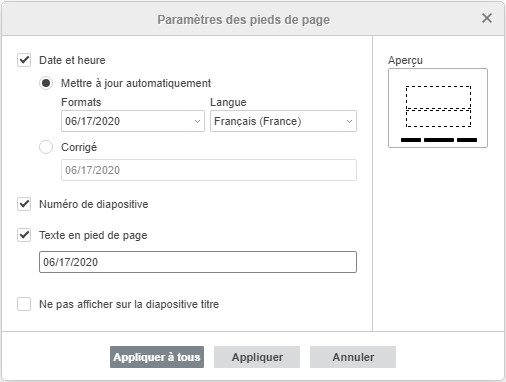 Paramètres des pieds de page
Date et heure
Mettre à jour automatiquement
Formats
Langue
06/17/2020
Français (France)
Corrigé
06/17/2020
Numéro de diapositive
Texte en pied de page
06/17/2020
Ne pas afficher sur la diapositive titre
Aperçu
Appliquer à tous
Appliquer
Annuler